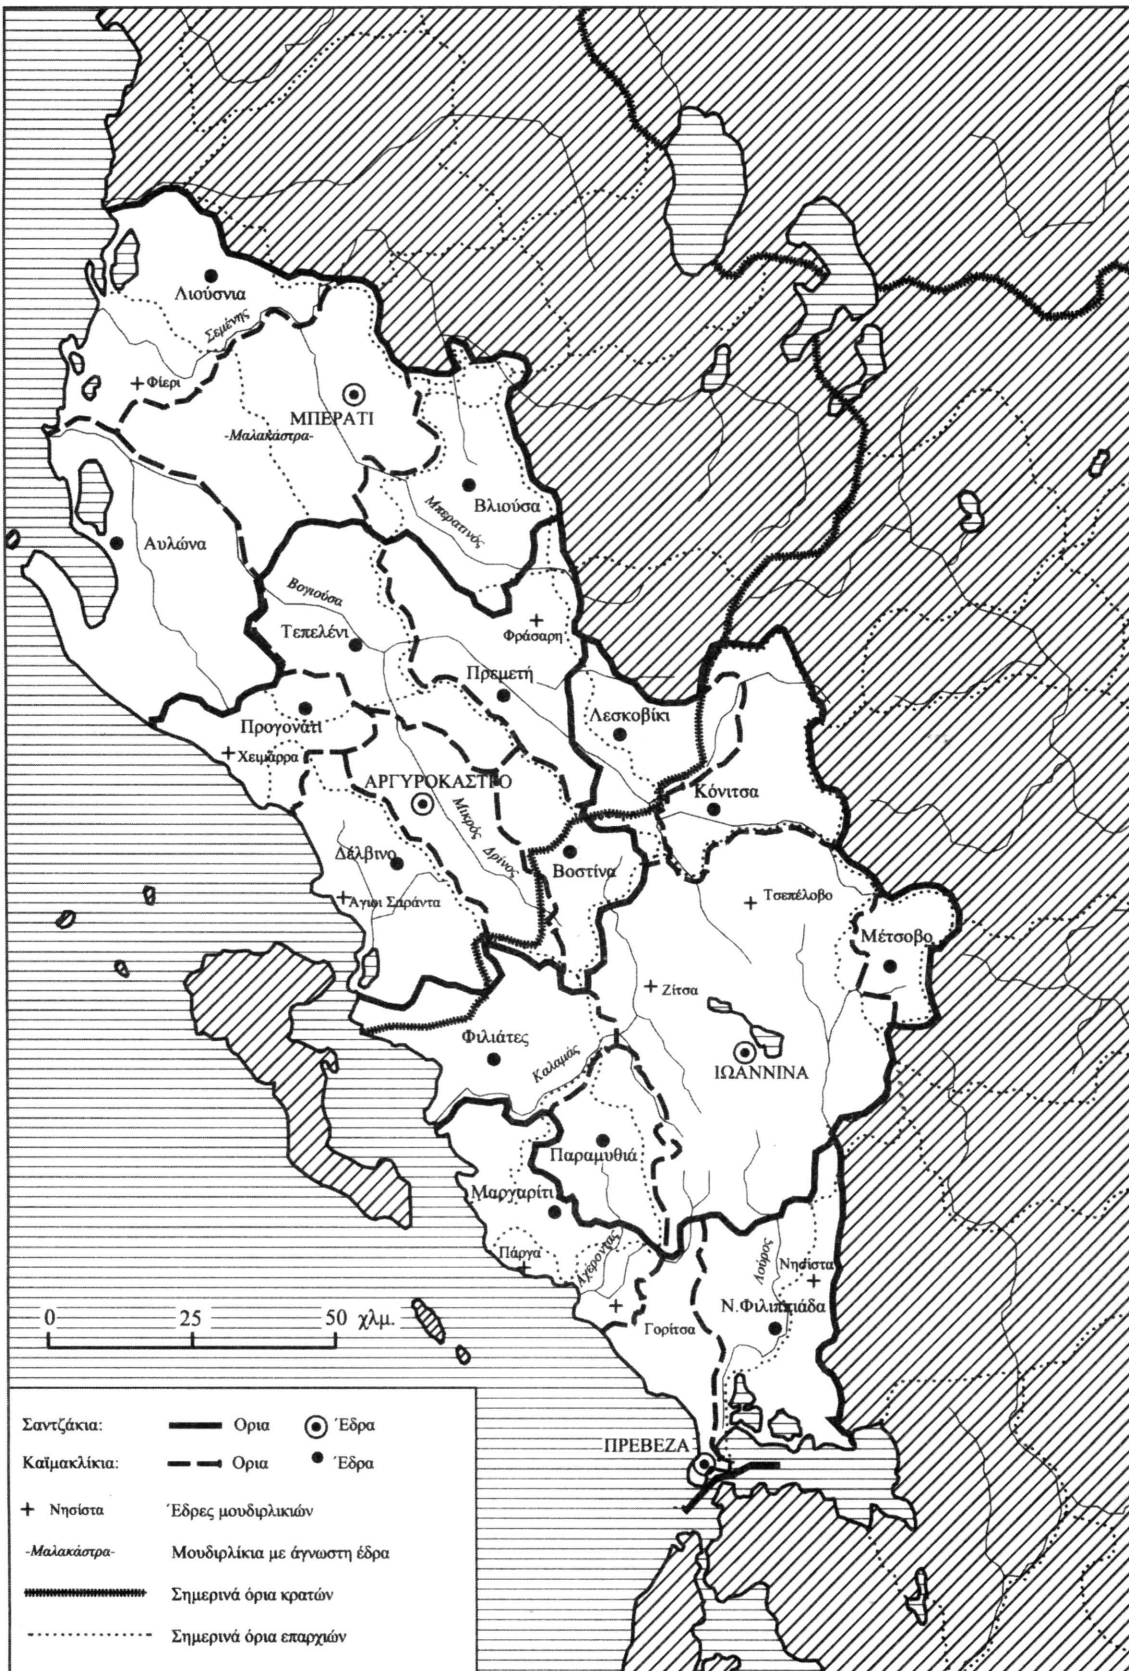 Λιούσνια
Σεμένης
Φίερι
ΜΠΕΡΑΤΙ
-Μαλακάστρα-
Βλιούσα
Μπερατινός
Αυλώνα
Βογιούσα
Τεπελένι
Φράσαρη
Πρεμετή
Λεσκοβίκι
Προγονάτι
Χειμάρρα
ΑΡΓΥΡΟΚΑΣΤΡΟ
Μικρός
Δρίνος
Κόνιτσα
Δέλβινο
Βοστίνα
Άγιοι Σαράντα
Τσεπέλοβο
Μέτσοβο
Ζίτσα
Φιλιάτες
Καλαμάς
ΙΩΑΝΝΙΝΑ
Παραμυθιά
Μαργαρίτι
Πάργα
Αχέροντας
Λούρος
Νησίστα
Ν.Φιλιππιάδα
Γορίτσα
0 25 50 χλμ.
ΠΡΕΒΕΖΑ
Σαντζάκια: Ορια Έδρα
Καϊμακλίκια: Ορια Έδρα
Νησίστα Έδρες μουδιρλικιών
-Μαλακάστρα- Μουδιρλίκια με άγνωστη έδρα
Σημερινά όρια κρατών
Σημερινά όρια επαρχιών